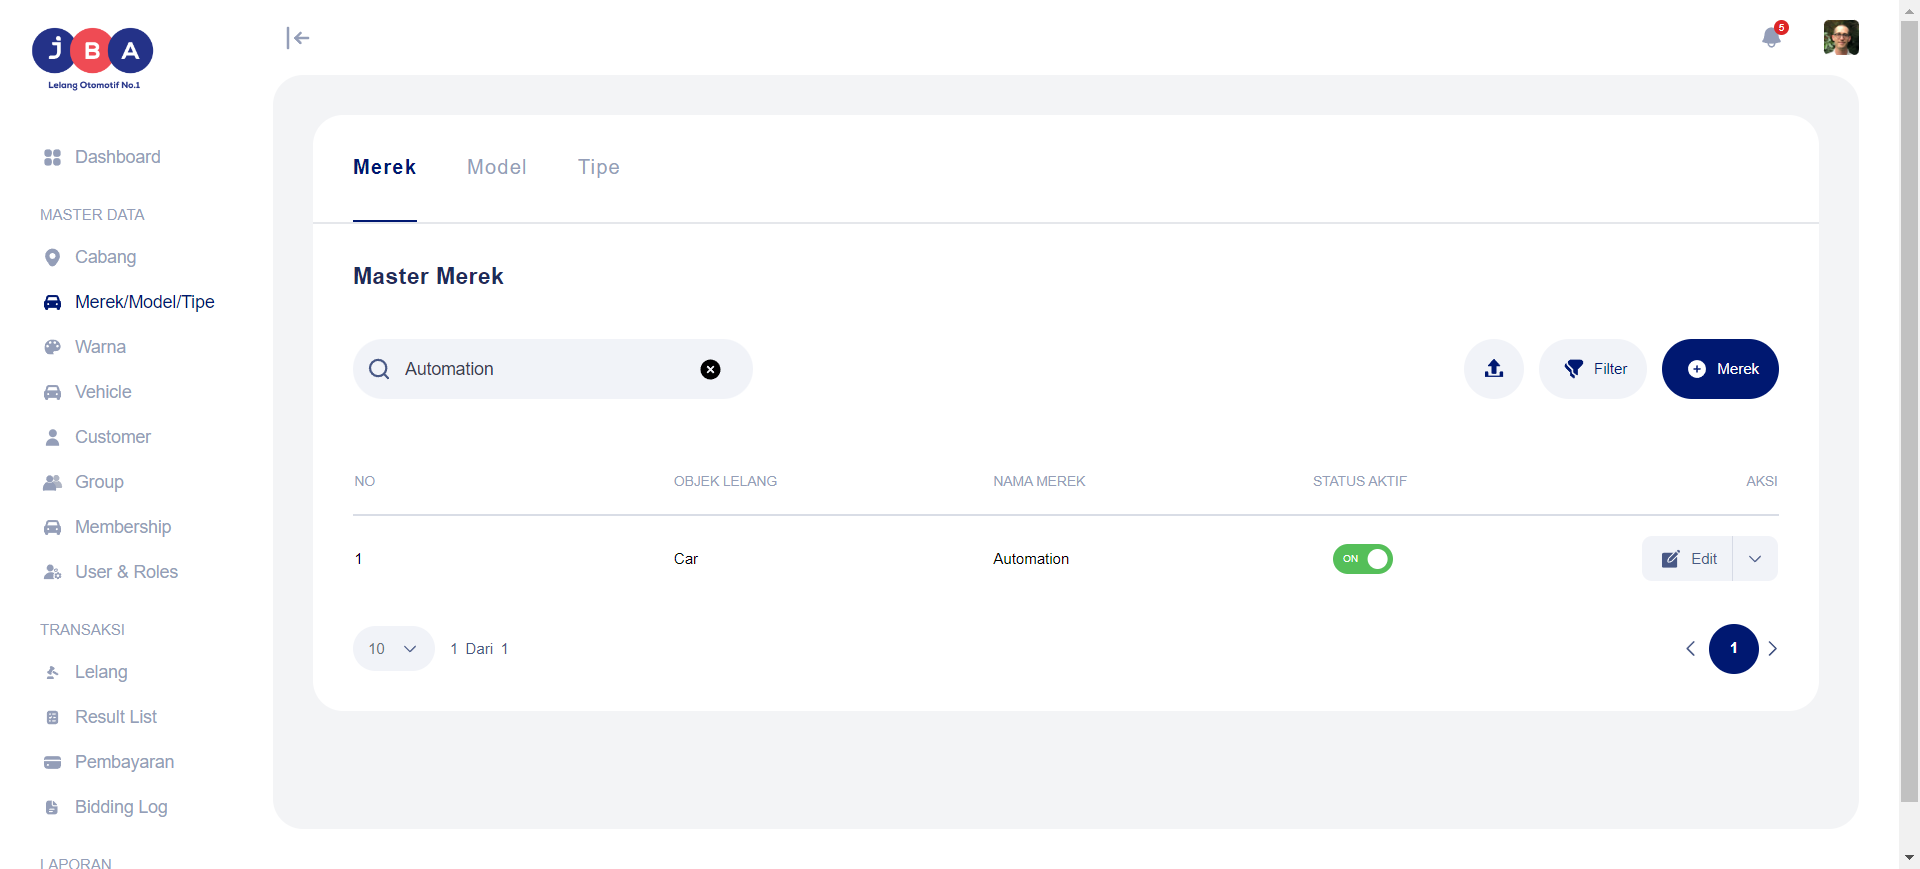 JBA
Lelang Otomotif No.1
5
Dashboard
MASTER DATA
Cabang
Merek/Model/Tipe
Warna
Vehicle
Customer
Group
Membership
User & Roles
TRANSAKSI
Lelang
Result List
Pembayaran
Bidding Log
LAPORAN
Merek Model Tipe
Master Merek
Automation
Filter
Merek
NO OBJEK LELANG NAMA MEREK STATUS AKTIF AKSI
1 Car Automation ON Edit
10 1 Dari 1
1